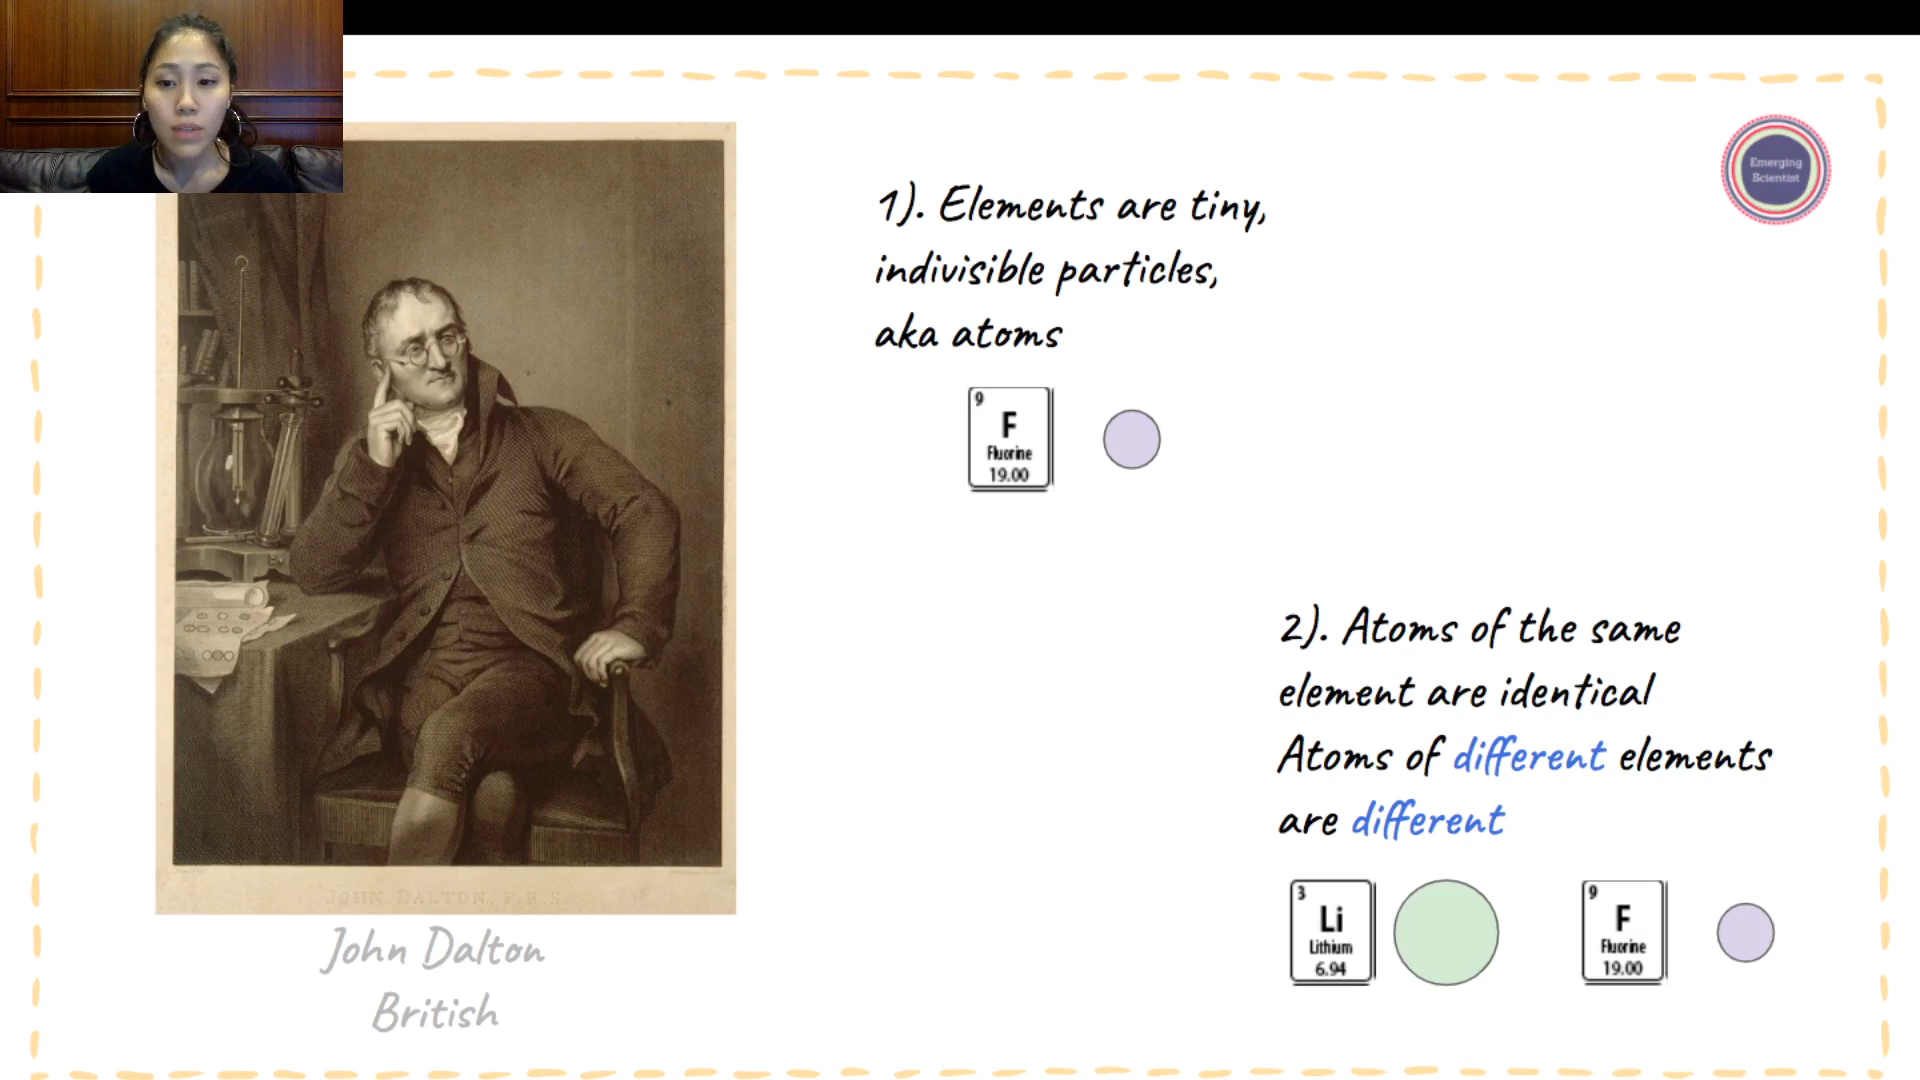 Emerging
Scientist
1). Elements are tiny,
indivisible particles,
aka atoms
9
F
Fluorine
19.00
2). Atoms of the same
element are identical
Atoms of different elements
are different
3
Li
Lithium
6.94
9
F
Fluorine
19.00
JOHN DALTON, F.R.S.
John Dalton
British